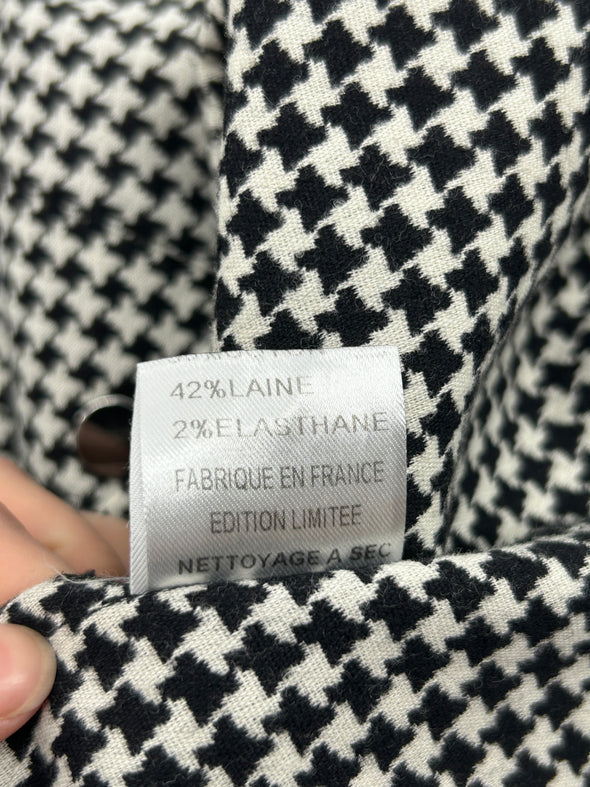 42%LAINE
2%ELASTHANE
FABRIQUE EN FRANCE
EDITION LIMITEE
NETTOYAGE A SEC